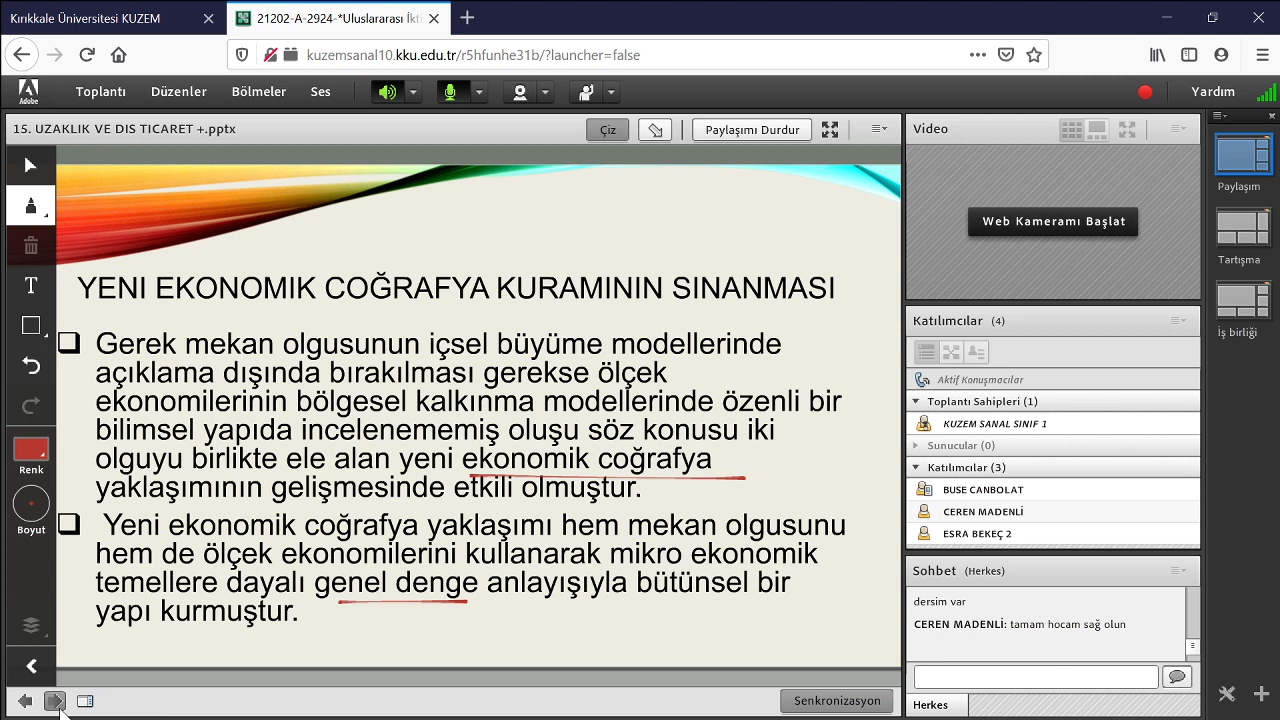 Kırıkkale Üniversitesi KUZEM
21202-A-2924-*Uluslararası İkti
kuzemsanal10.kku.edu.tr/r5hfunhe31b/?launcher=false
Adobe
Toplantı
Düzenler
Bölmeler
Ses
Yardım
15. UZAKLIK VE DIS TICARET +.pptx
Çiz
Paylaşımı Durdur
YENI EKONOMIK COĞRAFYA KURAMININ SINANMASI
Gerek mekan olgusunun içsel büyüme modellerinde
açıklama dışında bırakılması gerekse ölçek
ekonomilerinin bölgesel kalkınma modellerinde özenli bir
bilimsel yapıda incelenememiş oluşu söz konusu iki
olguyu birlikte ele alan yeni ekonomik coğrafya
yaklaşımının gelişmesinde etkili olmuştur.
Yeni ekonomik coğrafya yaklaşımı hem mekan olgusunu
hem de ölçek ekonomilerini kullanarak mikro ekonomik
temellere dayalı genel denge anlayışıyla bütünsel bir
yapı kurmuştur.
Renk
Boyut
Senkronizasyon
Video
Web Kameramı Başlat
Katılımcılar (4)
Aktif Konuşmacılar
Toplantı Sahipleri (1)
KUZEM SANAL SINIF 1
Sunucular (0)
Katılımcılar (3)
BUSE CANBOLAT
CEREN MADENLİ
ESRA BEKEÇ 2
Sohbet (Herkes)
dersim var
CEREN MADENLİ: tamam hocam sağ olun
Herkes
Paylaşım
Tartışma
İş birliği